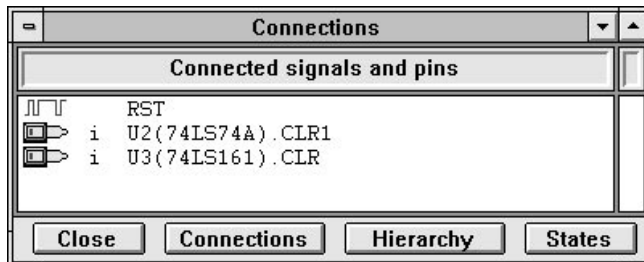 Connections
Connected signals and pins
RST
i U2(74LS74A).CLR1
i U3(74LS161).CLR
Close Connections Hierarchy States